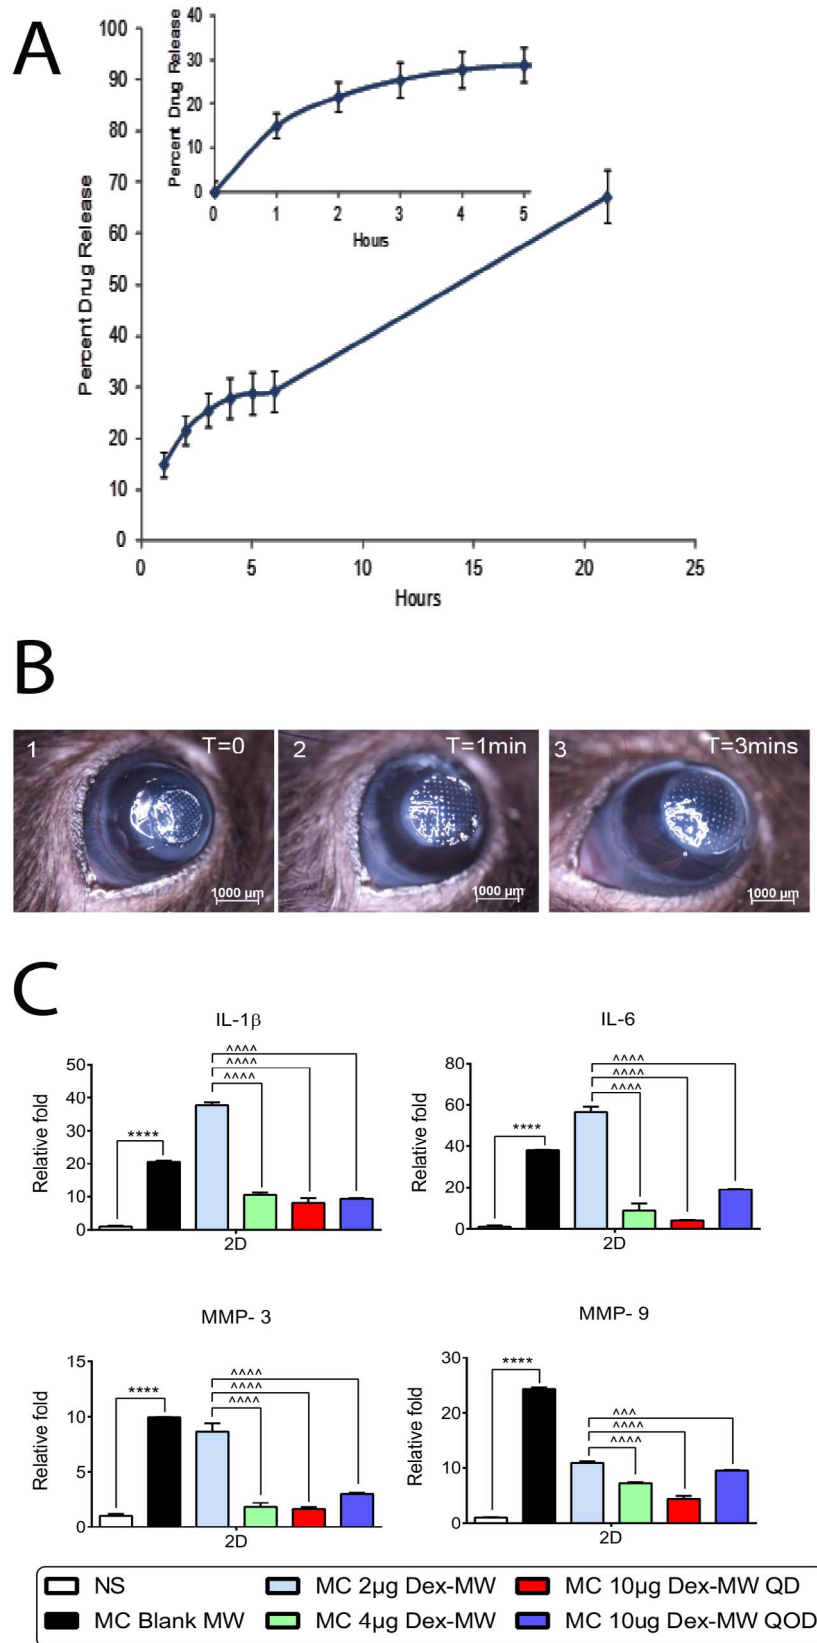 A
Percent Drug Release
100
90
80
70
60
50
40
30
20
10
0
0 5 10 15 20 25
Hours
Percent Drug Release
40
30
20
10
0
0 1 2 3 4 5
Hours
B
1 T=0
1000 µm
2 T=1min
1000 µm
3 T=3mins
1000 µm
C
IL-1β
Relative fold
50
40
30
20
10
0
****
^^^^
^^^^
^^^^
2D
IL-6
Relative fold
80
60
40
20
0
****
^^^^
^^^^
^^^^
2D
MMP- 3
Relative fold
15
10
5
0
****
^^^^
^^^^
^^^^
2D
MMP- 9
Relative fold
30
20
10
0
****
^^^
^^^^
^^^^
2D
NS
MC 2µg Dex-MW
MC 10µg Dex-MW QD
MC Blank MW
MC 4µg Dex-MW
MC 10ug Dex-MW QOD